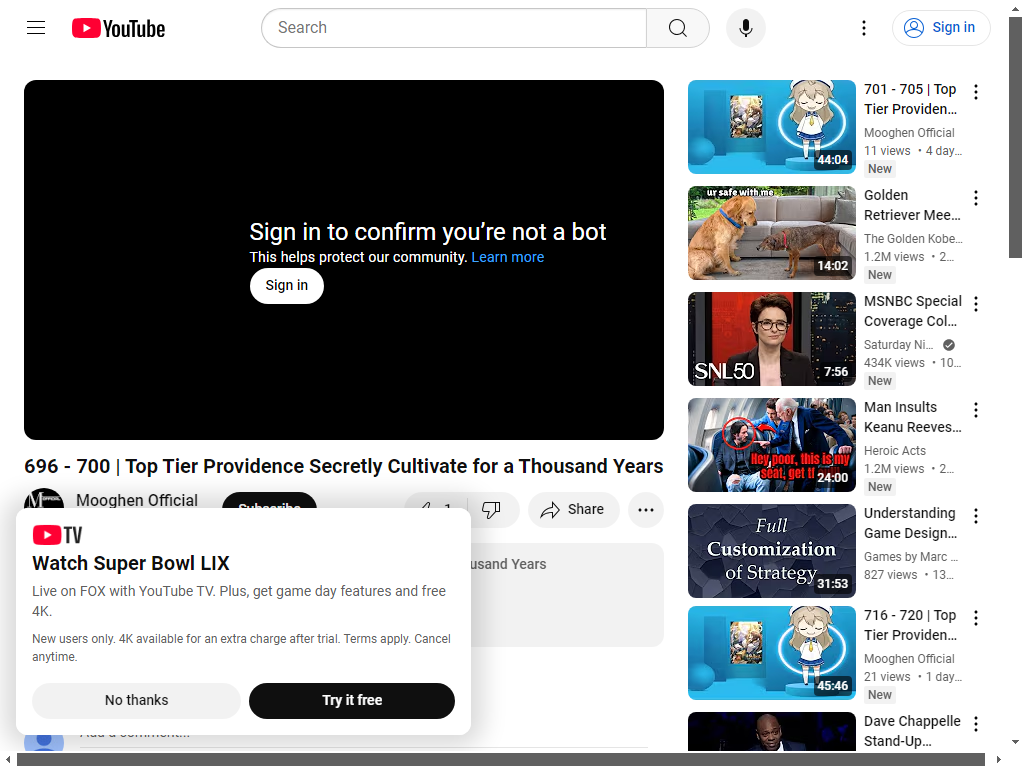 YouTube
Search
Sign in
Sign in to confirm you’re not a bot
This helps protect our community. Learn more
Sign in
696 - 700 | Top Tier Providence Secretly Cultivate for a Thousand Years
Mooghen Official
Subscribe
1
Share
usand Years
TV
Watch Super Bowl LIX
Live on FOX with YouTube TV. Plus, get game day features and free
4K.
New users only. 4K available for an extra charge after trial. Terms apply. Cancel
anytime.
No thanks
Try it free
Add a comment...
44:04
701 - 705 | Top
Tier Providen...
Mooghen Official
11 views • 4 day...
New
ur safe with me
14:02
Golden
Retriever Mee...
The Golden Kobe...
1.2M views • 2...
New
SNL50
7:56
MSNBC Special
Coverage Col...
Saturday Ni...
434K views • 10...
New
Hey poor, this is my
seat, get tf
24:00
Man Insults
Keanu Reeves...
Heroic Acts
1.2M views • 2...
New
Full
Customization
of Strategy
31:53
Understanding
Game Design...
Games by Marc ...
827 views • 13...
45:46
716 - 720 | Top
Tier Providen...
Mooghen Official
21 views • 1 day...
New
Dave Chappelle
Stand-Up...